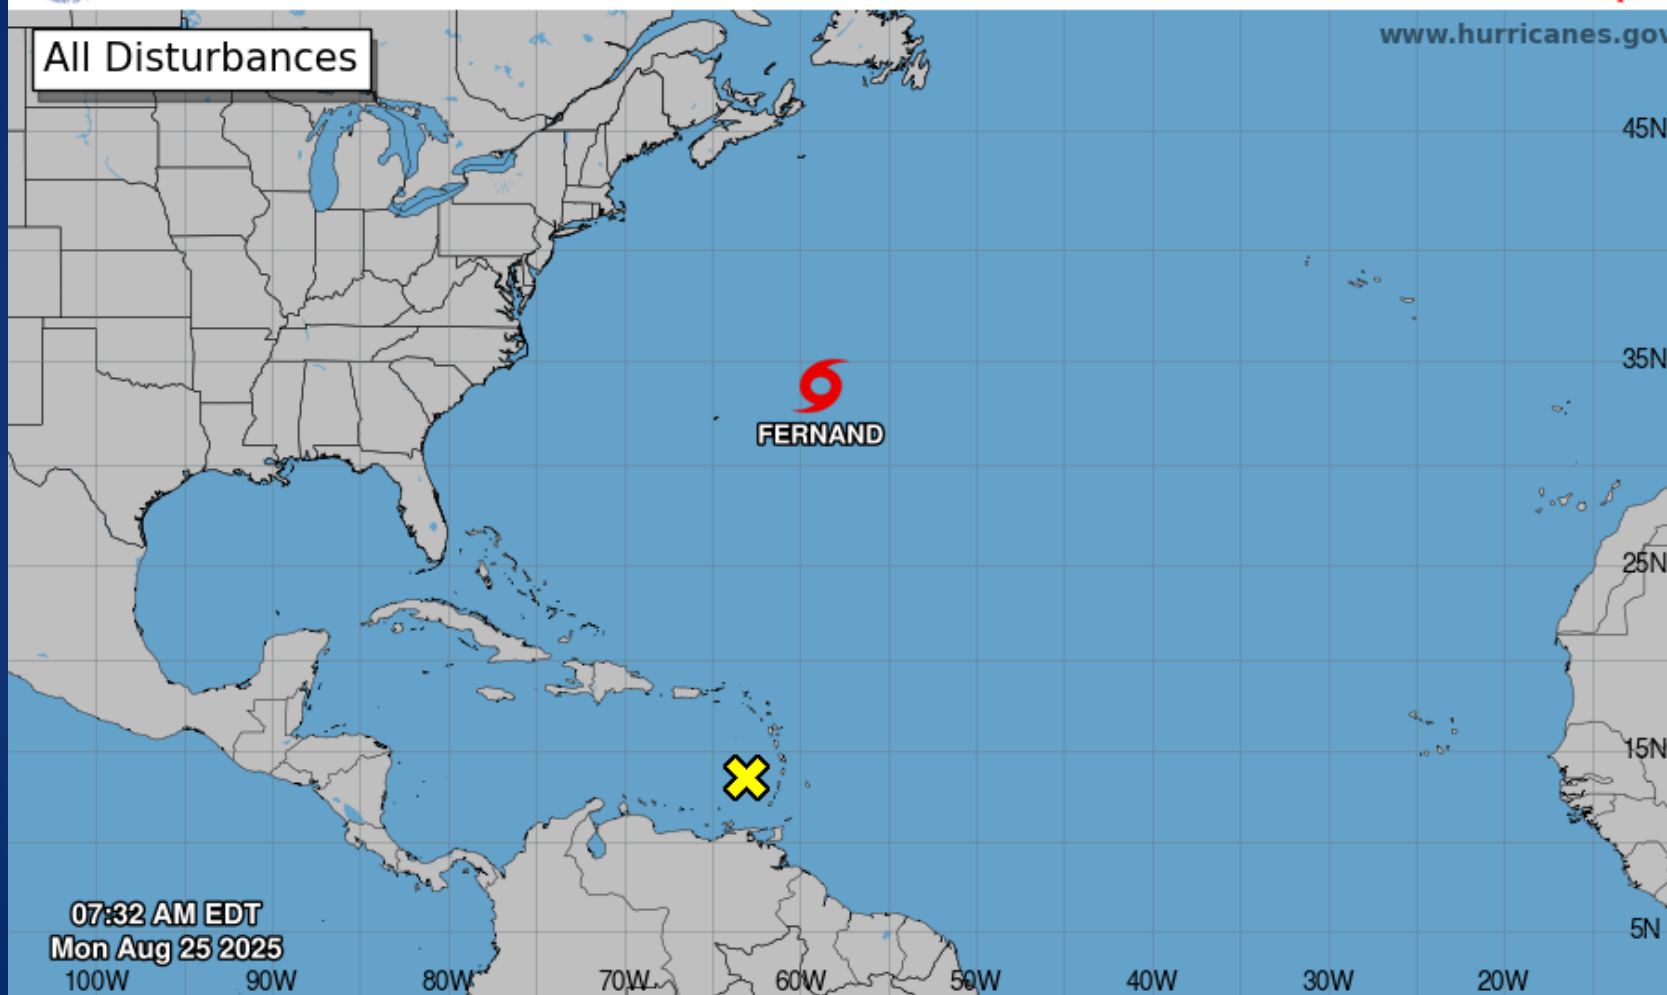 All Disturbances
www.hurricanes.gov
45N
35N
FERNAND
25N
15N
07:32 AM EDT
5N
Mon Aug 25 2025
100W 90W 80W 70W 60W 50W 40W 30W 20W